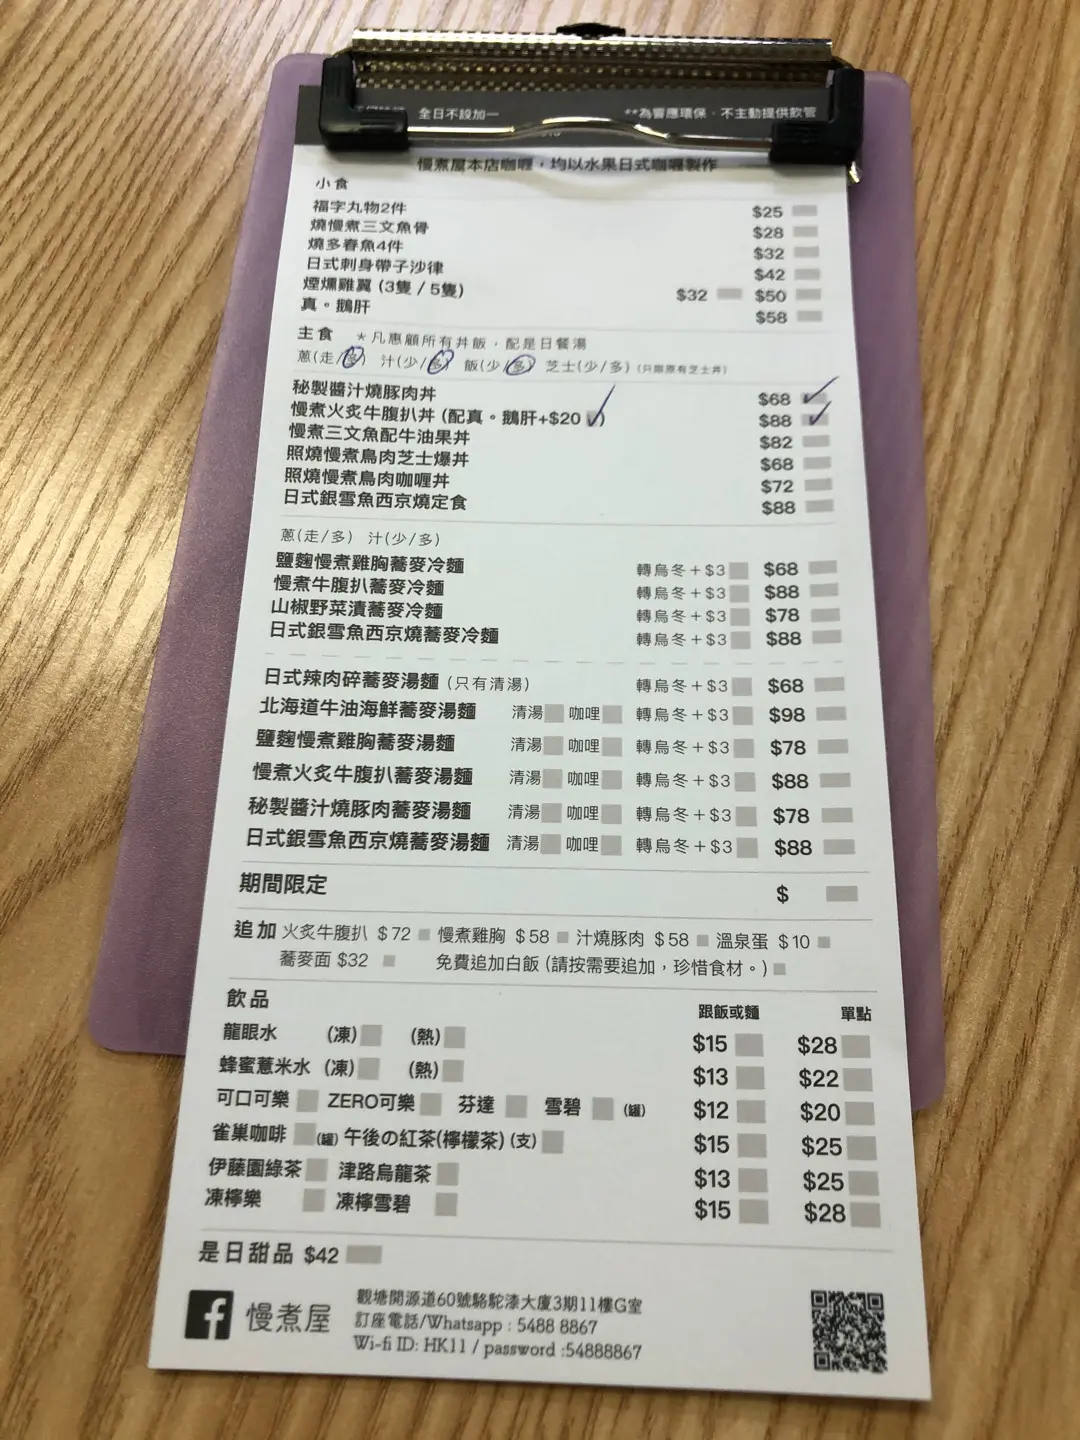 全日不設加一 **為響應環保，不主動提供飲管
慢煮屋本店咖喱，均以水果日式咖喱製作
小食
福字丸物2件 $25
燒慢煮三文魚骨 $28
燒多春魚4件 $32
日式刺身帶子沙律 $42
煙燻雞翼 (3隻 / 5隻) $32 $50
真。鵝肝 $58
主食 *凡惠顧所有丼飯，配是日餐湯
蔥(走/多) 汁(少/多) 飯(少/多) 芝士(少/多) (只限原有芝士丼)
秘製醬汁燒豚肉丼 $68
慢煮火炙牛腹扒丼 (配真。鵝肝+$20 ) $88
慢煮三文魚配牛油果丼 $82
照燒慢煮鳥肉芝士爆丼 $68
照燒慢煮鳥肉咖喱丼 $72
日式銀雪魚西京燒定食 $88
蔥(走/多) 汁(少/多)
鹽麴慢煮雞胸蕎麥冷麵 轉烏冬+$3 $68
慢煮牛腹扒蕎麥冷麵 轉烏冬+$3 $88
山椒野菜漬蕎麥冷麵 轉烏冬+$3 $78
日式銀雪魚西京燒蕎麥冷麵 轉烏冬+$3 $88
日式辣肉碎蕎麥湯麵 (只有清湯) 轉烏冬+$3 $68
北海道牛油海鮮蕎麥湯麵 清湯 咖哩 轉烏冬+$3 $98
鹽麴慢煮雞胸蕎麥湯麵 清湯 咖哩 轉烏冬+$3 $78
慢煮火炙牛腹扒蕎麥湯麵 清湯 咖哩 轉烏冬+$3 $88
秘製醬汁燒豚肉蕎麥湯麵 清湯 咖哩 轉烏冬+$3 $78
日式銀雪魚西京燒蕎麥湯麵 清湯 咖哩 轉烏冬+$3 $88
期間限定 $
追加 火炙牛腹扒 $72 慢煮雞胸 $58 汁燒豚肉 $58 溫泉蛋 $10
蕎麥面 $32 免費追加白飯 (請按需要追加，珍惜食材。)
飲品 跟飯或麵 單點
龍眼水 (凍) (熱) $15 $28
蜂蜜薏米水 (凍) (熱) $13 $22
可口可樂 ZERO可樂 芬達 雪碧 (罐) $12 $20
雀巢咖啡 (罐) 午後の紅茶(檸檬茶) (支) $15 $25
伊藤園綠茶 津路烏龍茶 $13 $25
凍檸樂 凍檸雪碧 $15 $28
是日甜品 $42
f 慢煮屋
觀塘開源道60號駱駝漆大廈3期11樓G室
訂座電話/Whatsapp : 5488 8867
Wi-fi ID: HK11 / password :54888867